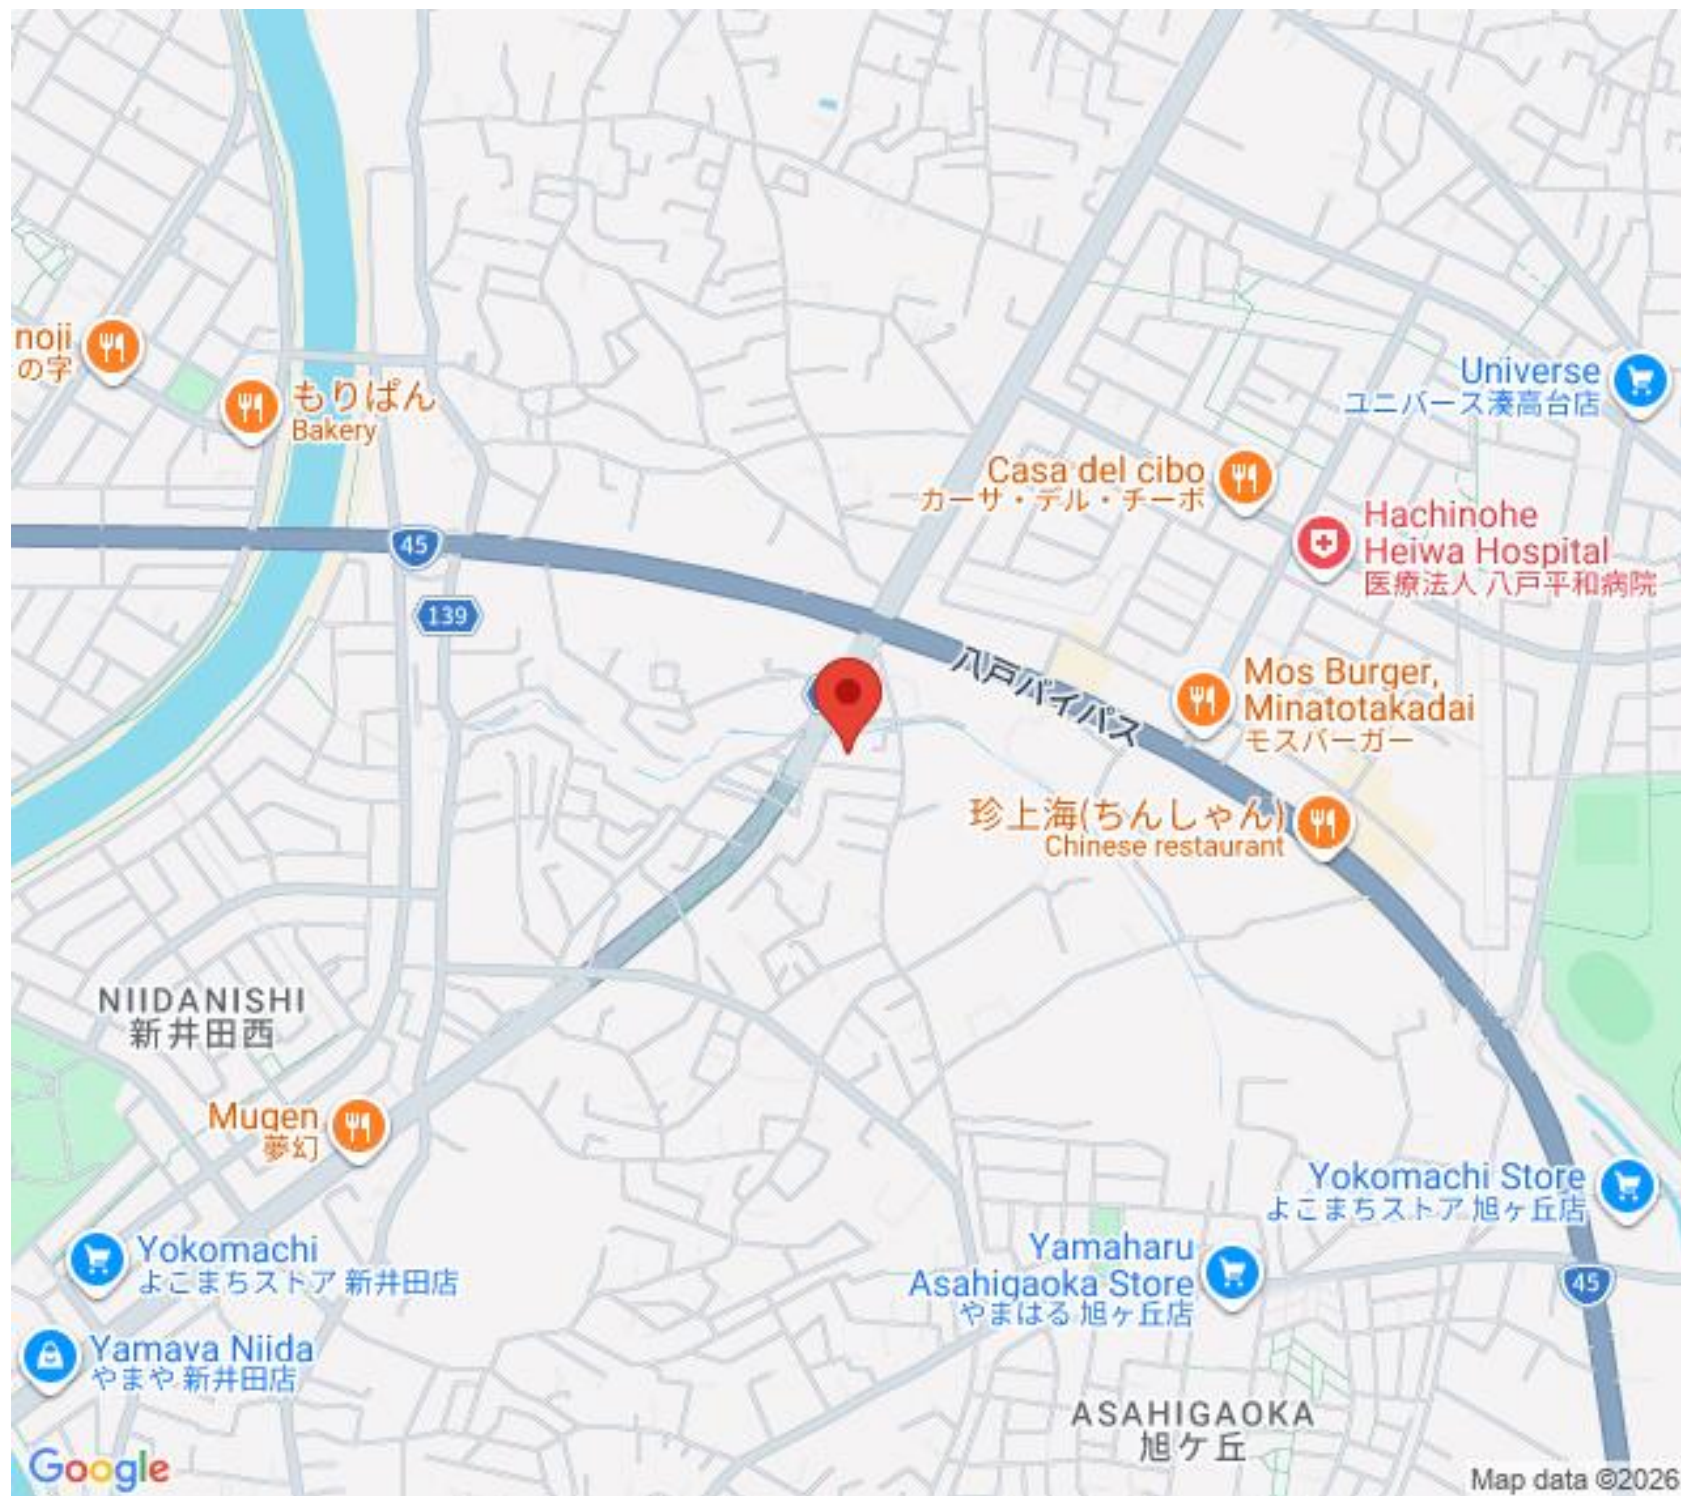 noji
の字
もりぱん
Bakery
Universe
ユニバース湊高台店
Casa del cibo
カーサ・デル・チーボ
Hachinohe
Heiwa Hospital
医療法人 八戸平和病院
45
139
八戸バイパス
Mos Burger,
Minatotakadai
モスバーガー
珍上海(ちんしゃん)
Chinese restaurant
NIIDANISHI
新井田西
Mugen
夢幻
Yokomachi Store
よこまちストア 旭ヶ丘店
Yokomachi
よこまちストア 新井田店
Yamaharu
Asahigaoka Store
やまはる 旭ヶ丘店
45
Yamaya Niida
やまや 新井田店
ASAHIGAOKA
旭ケ丘
Google
Map data ©2026